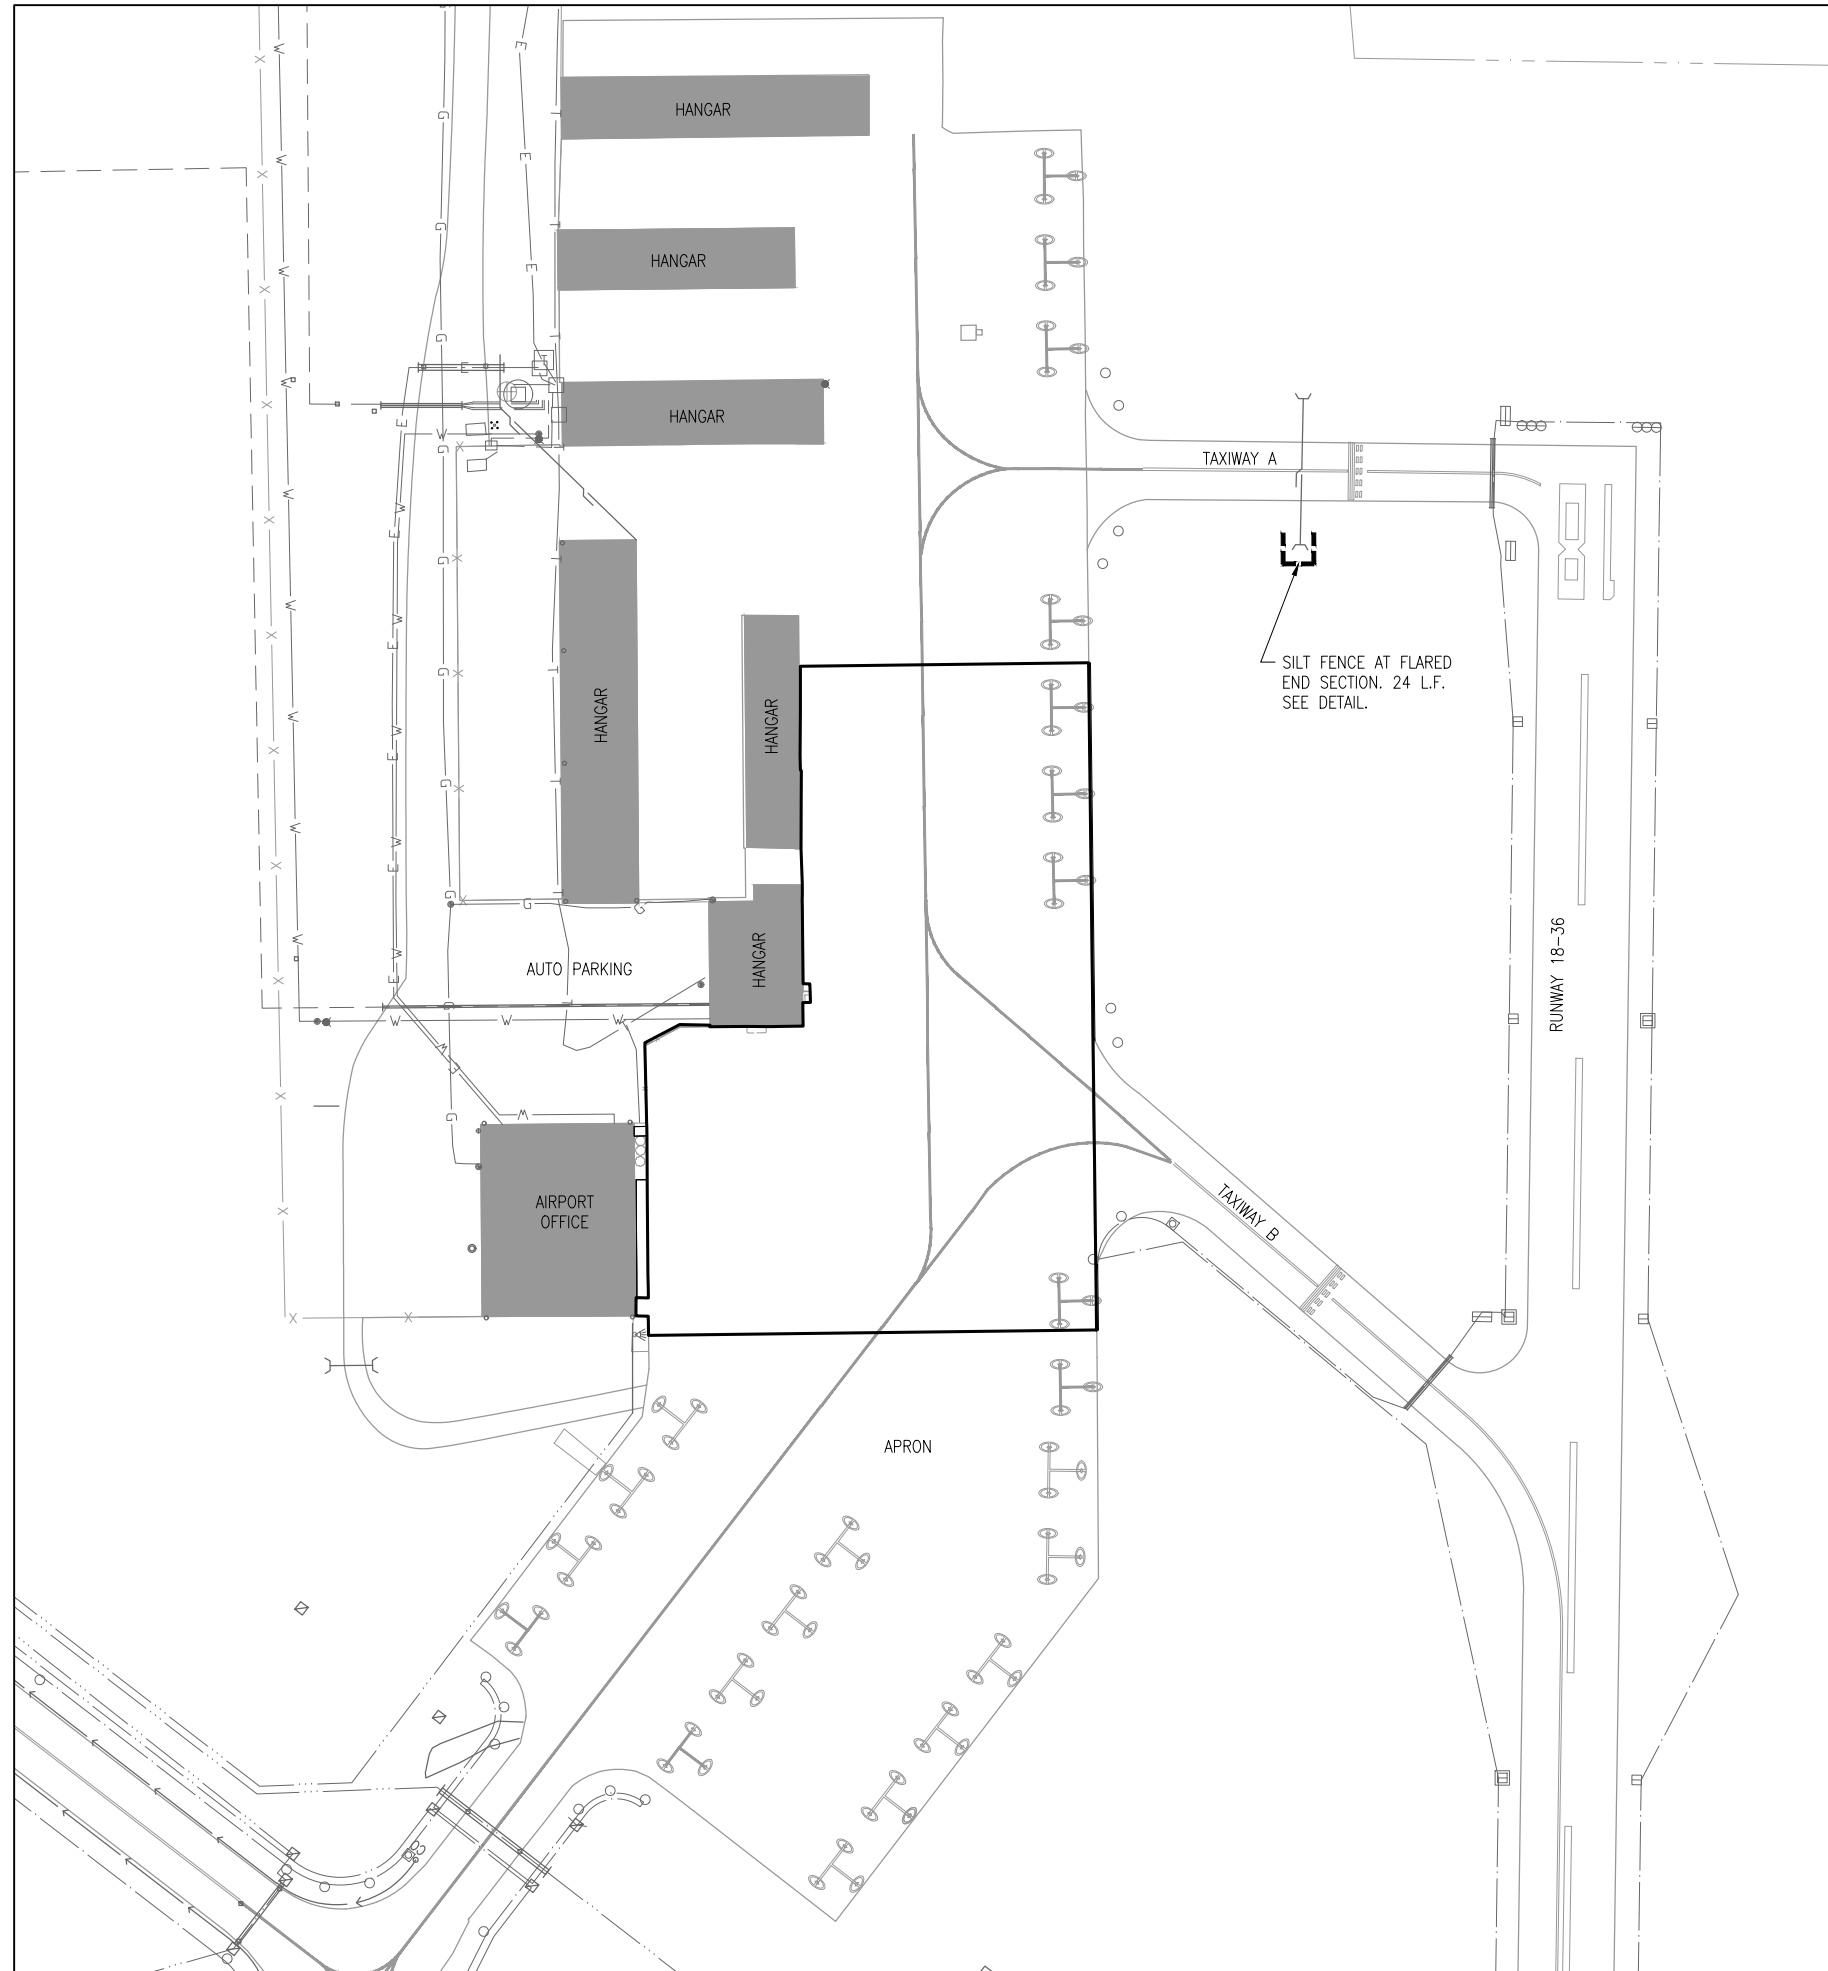 HANGAR
HANGAR
HANGAR
TAXIWAY A
SILT FENCE AT FLARED
END SECTION. 24 L.F.
SEE DETAIL.
HANGAR
HANGAR
HANGAR
AUTO PARKING
RUNWAY 18-36
AIRPORT
OFFICE
TAXIWAY B
APRON